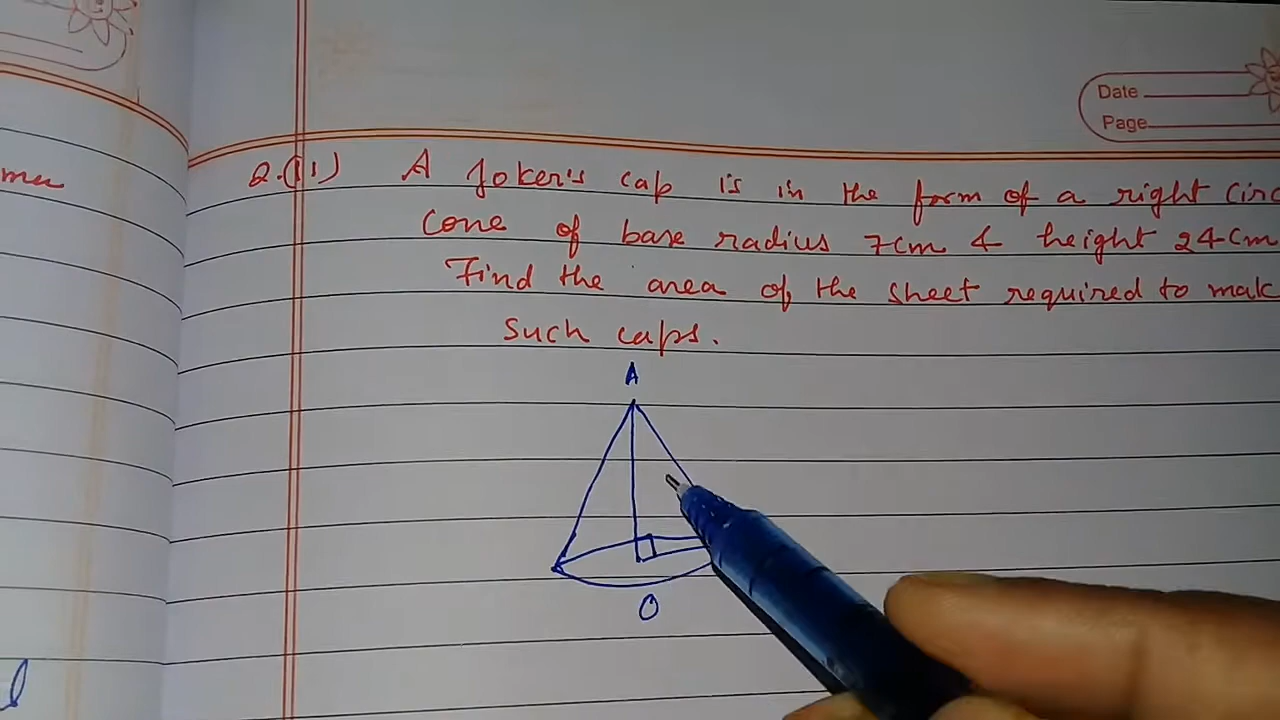 Date
Page
Q.(11) A Joker's cap is in the form of a right Circ
Cone of base radius 7cm & height 24cm
Find the area of the sheet required to mak
Such caps.
A
O